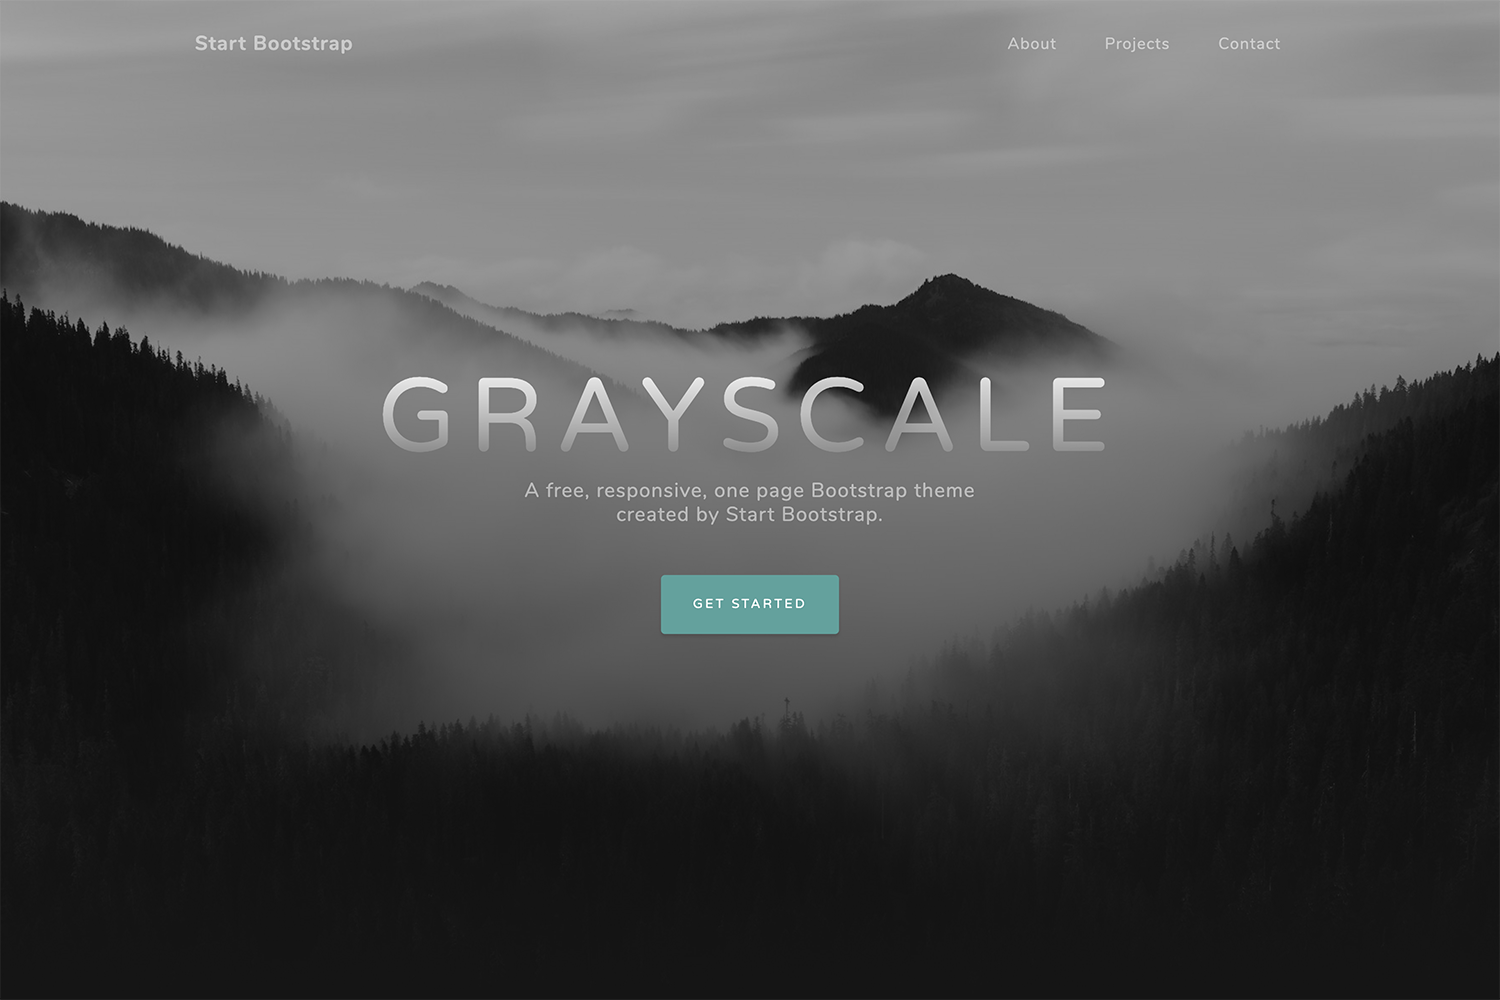 Start Bootstrap
About
Projects
Contact
GRAYSCALE
A free, responsive, one page Bootstrap theme
created by Start Bootstrap.
GET STARTED